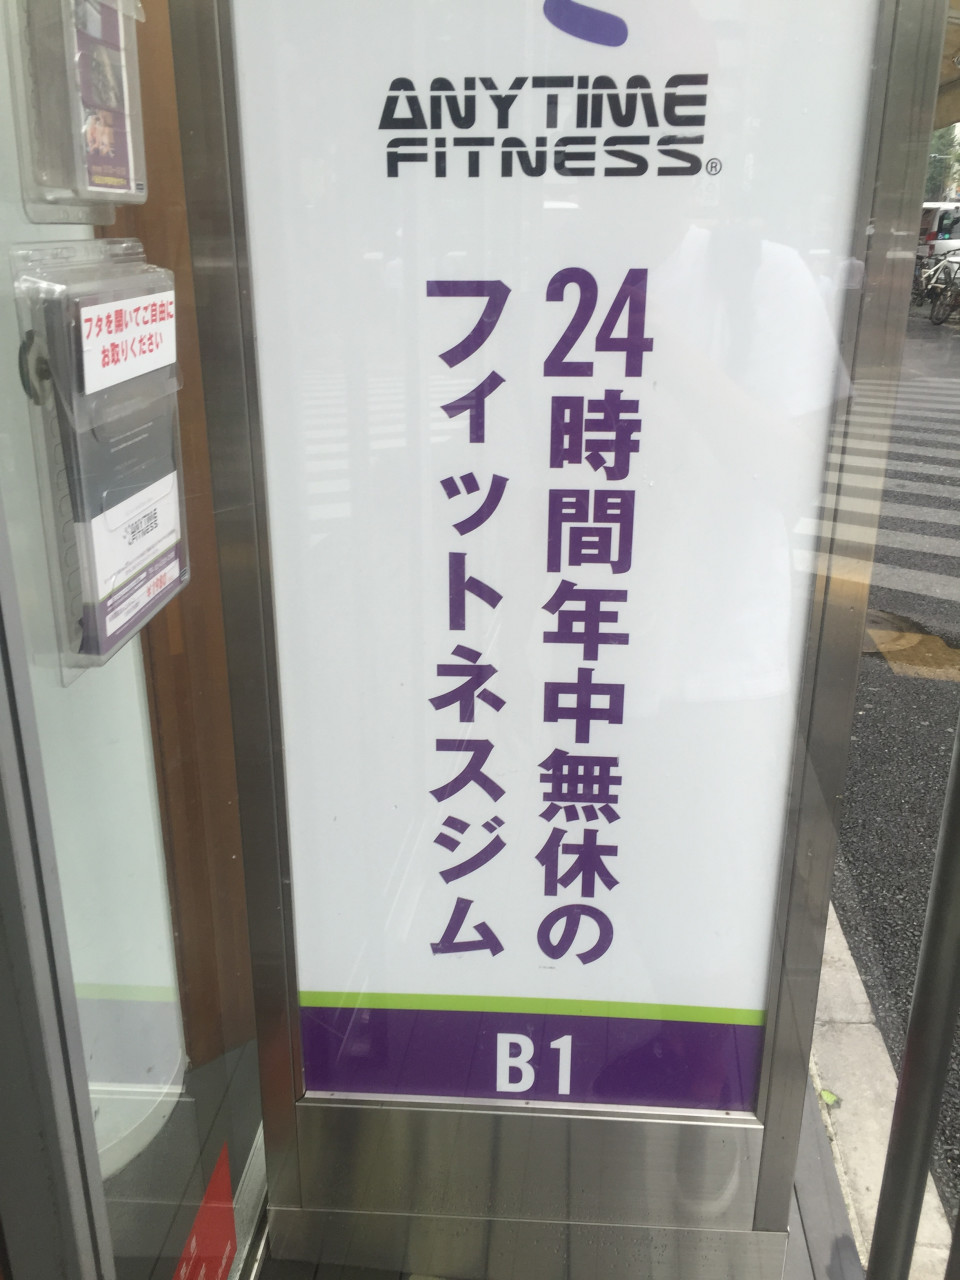 ANYTIME
FITNESS®
24時間年中無休の
フィットネスジム
B1
フタを開いてご自由に
お取りください
ANYTIME
FITNESS